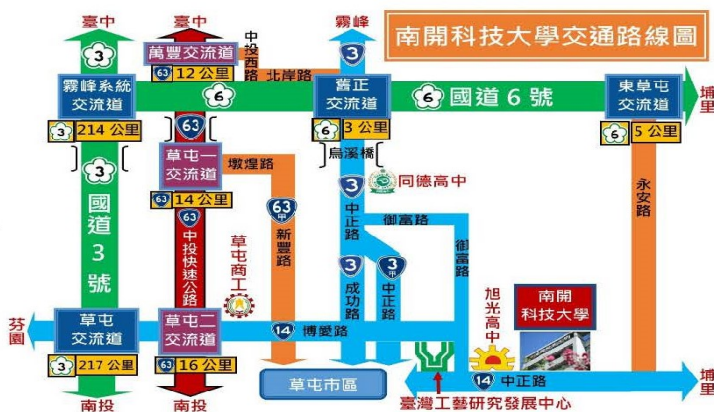 南開科技大學交通路線圖
臺中
臺中
霧峰
3
63
3
萬豐交流道
63 12 公里
中投西路
北岸路
霧峰系統
交流道
3 214 公里
6
舊正
交流道
6 3 公里
6 國道 6 號
東草屯
交流道
6 5 公里
埔里
63
烏溪橋
3
國道3號
草屯一
交流道
63 14 公里
敦煌路
3
中正路
同德高中
63
中投快速公路
63甲
新豐路
御富路
御富路
永安路
草屯商工
3
成功路
3甲
中正路
旭光高中
南開
科技大學
芬園
草屯
交流道
3 217 公里
草屯二
交流道
63 16 公里
14 博愛路
草屯市區
14 中正路
埔里
南投
南投
臺灣工藝研究發展中心